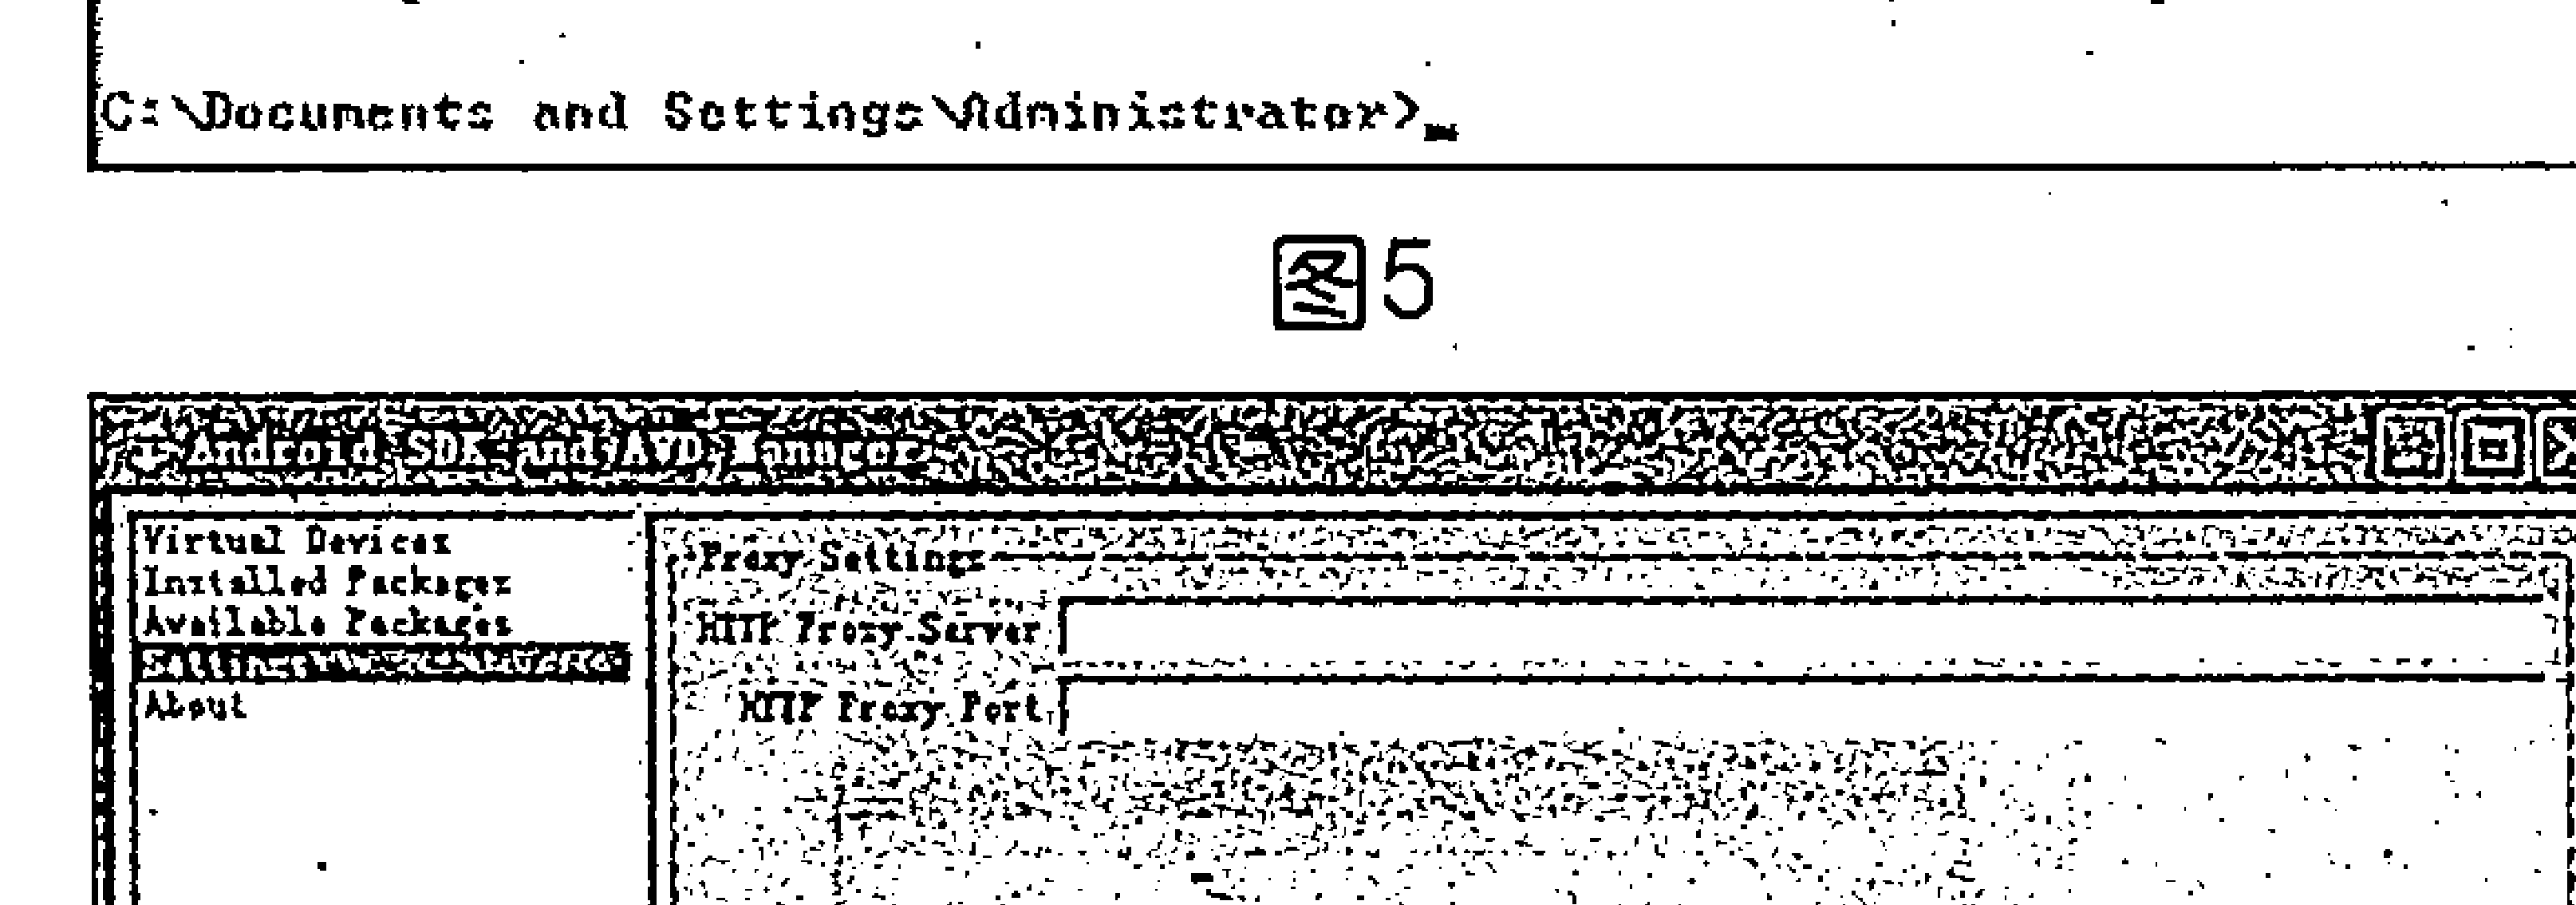 C:\Documents and Settings\Administrator>_
图5
Android SDK and AVD Manager
Virtual Devices
Installed Packages
Available Packages
Settings
About
Proxy Settings
HTTP Proxy Server
HTTP Proxy Port